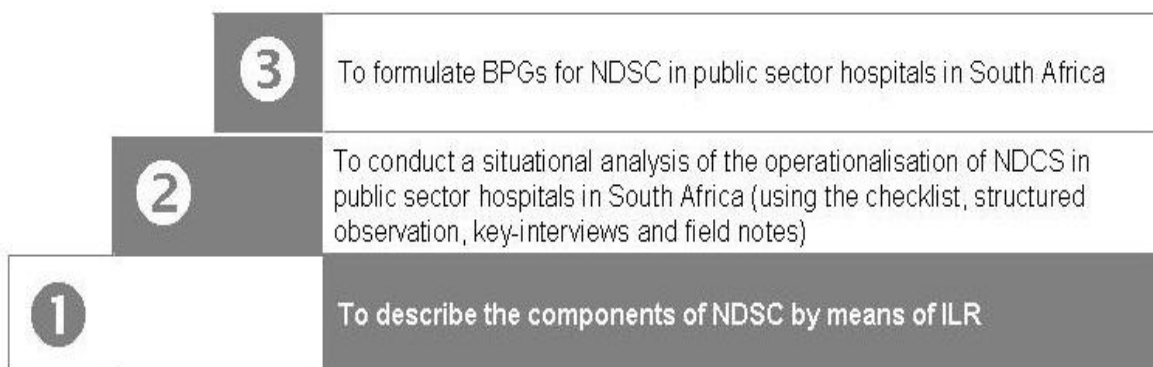 3
To formulate BPGs for NDSC in public sector hospitals in South Africa
2
To conduct a situational analysis of the operationalisation of NDCS in
public sector hospitals in South Africa (using the checklist, structured
observation, key-interviews and field notes)
1
To describe the components of NDSC by means of ILR